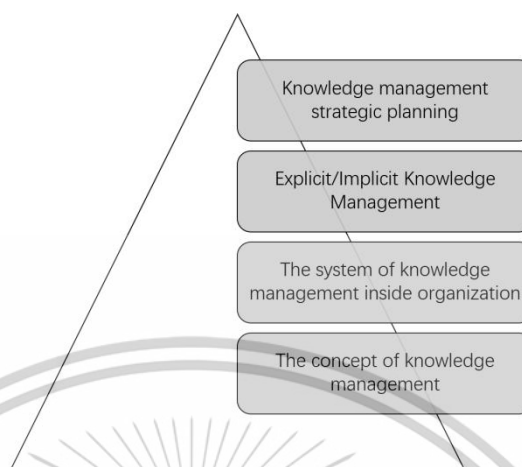 Knowledge management
strategic planning
Explicit/Implicit Knowledge
Management
The system of knowledge
management inside organization
The concept of knowledge
management